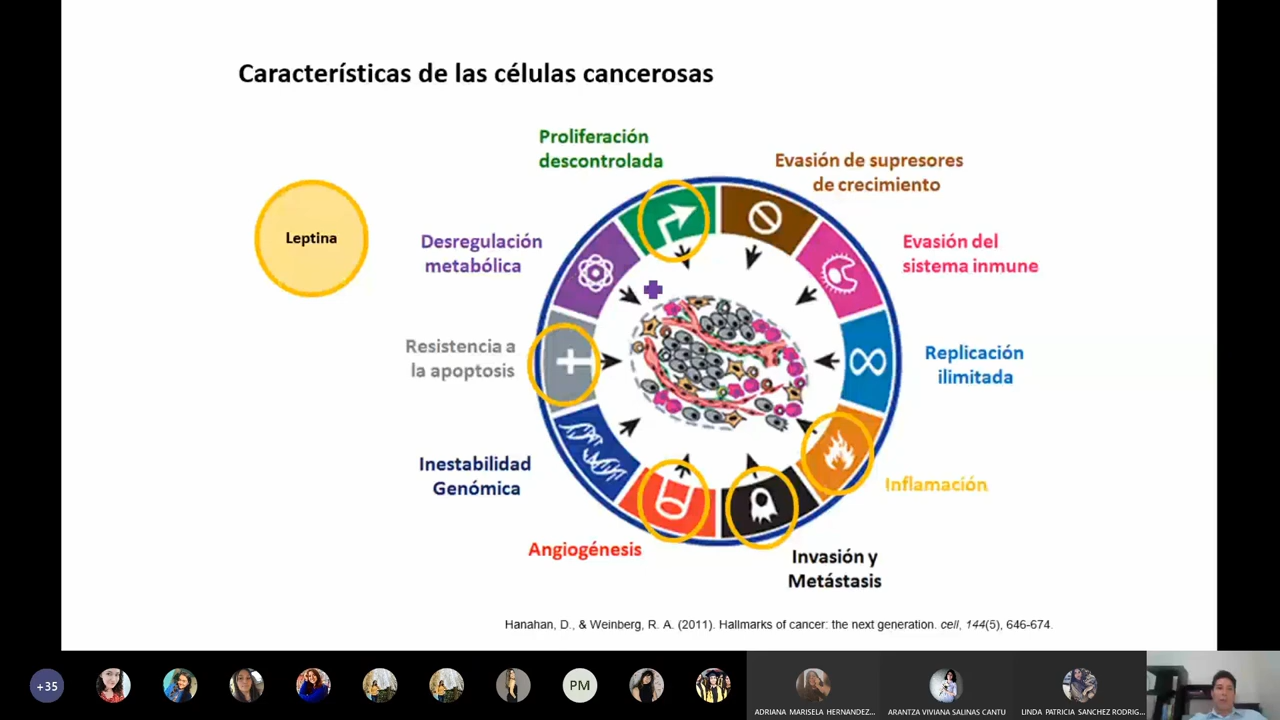 Características de las células cancerosas
Proliferación
descontrolada
Evasión de supresores
de crecimiento
Leptina
Desregulación
metabólica
Evasión del
sistema inmune
Resistencia a
la apoptosis
Replicación
ilimitada
Inestabilidad
Genómica
Inflamación
Angiogénesis
Invasión y
Metástasis
Hanahan, D., & Weinberg, R. A. (2011). Hallmarks of cancer: the next generation. cell, 144(5), 646-674.
+35
PM
ADRIANA MARISELA HERNANDEZ...
ARANTZA VIVIANA SALINAS CANTU
LINDA PATRICIA SANCHEZ RODRIG...